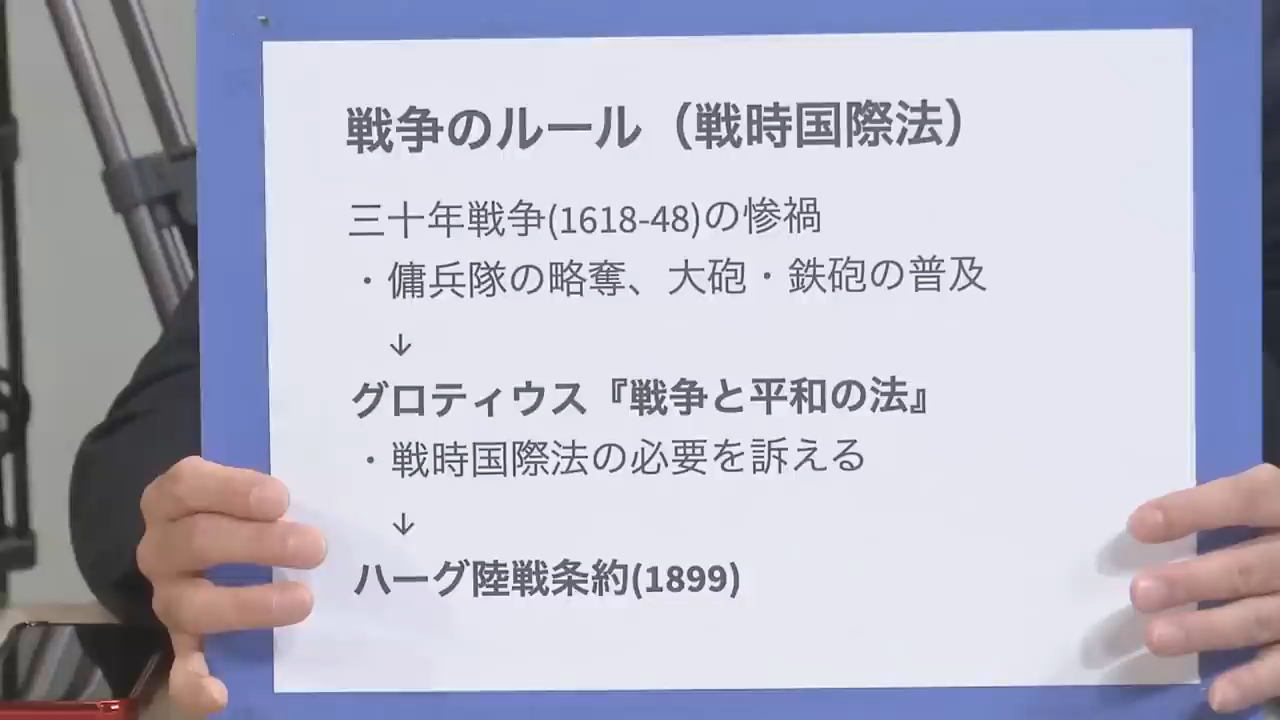 戦争のルール（戦時国際法）
三十年戦争(1618-48)の惨禍
・傭兵隊の略奪、大砲・鉄砲の普及
↓
グロティウス『戦争と平和の法』
・戦時国際法の必要を訴える
↓
ハーグ陸戦条約(1899)